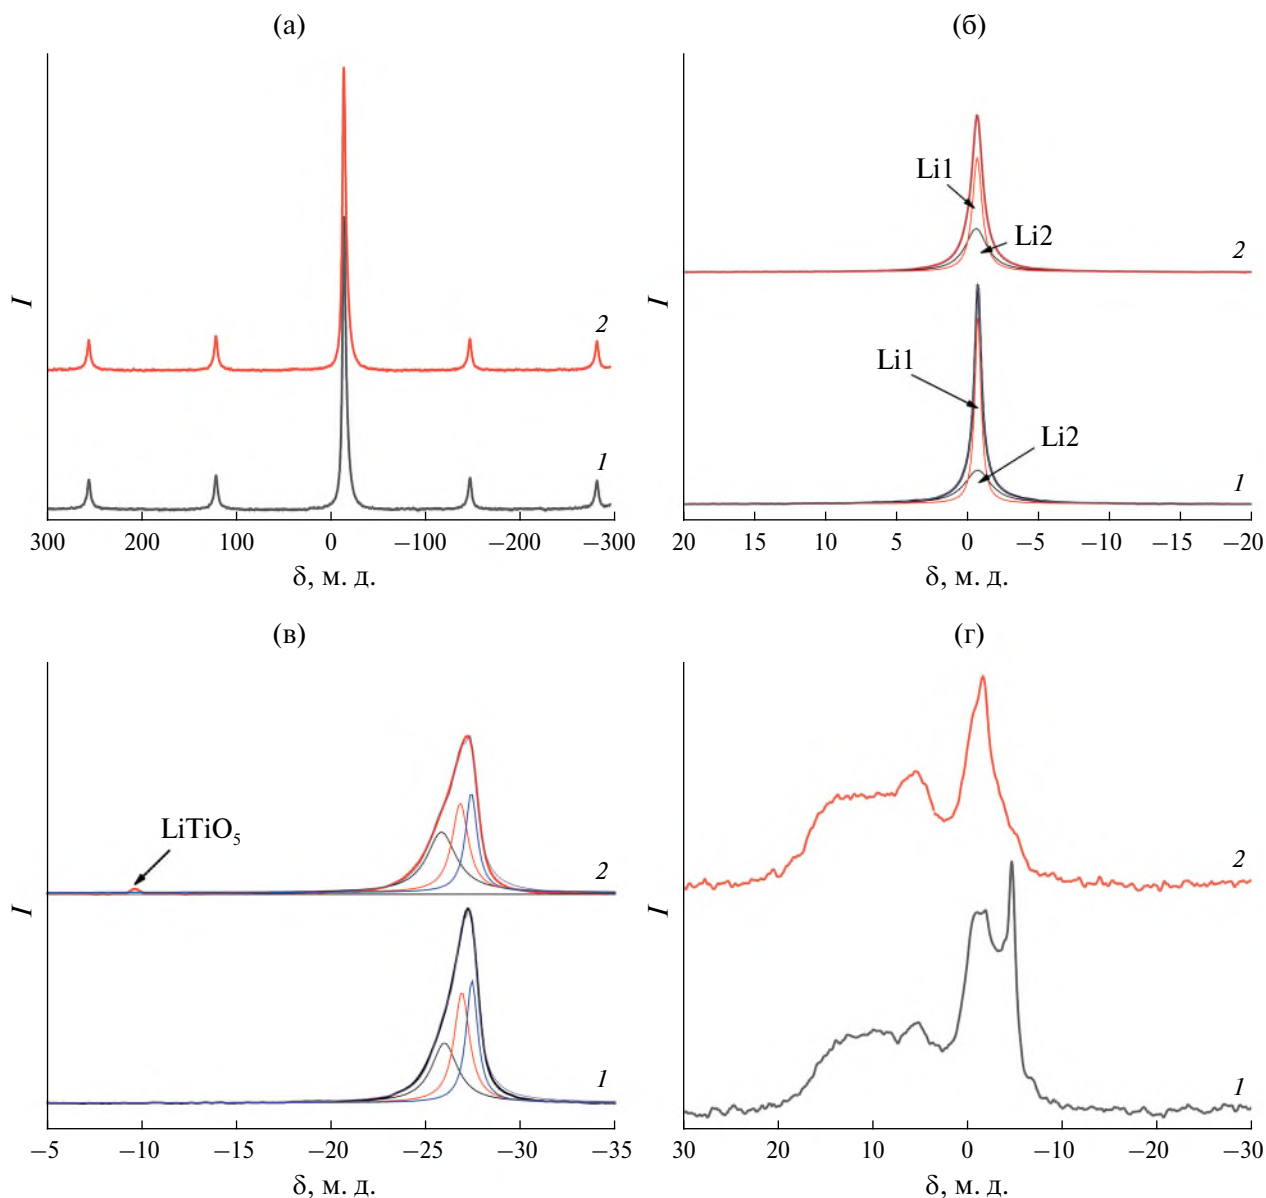 (а)
I
2
1
300 200 100 0 −100 −200 −300
δ, м. д.
(б)
I
Li1
Li2
2
Li1
Li2
1
20 15 10 5 0 −5 −10 −15 −20
δ, м. д.
(в)
I
LiTiO₅
2
1
−5 −10 −15 −20 −25 −30 −35
δ, м. д.
(г)
I
2
1
30 20 10 0 −10 −20 −30
δ, м. д.